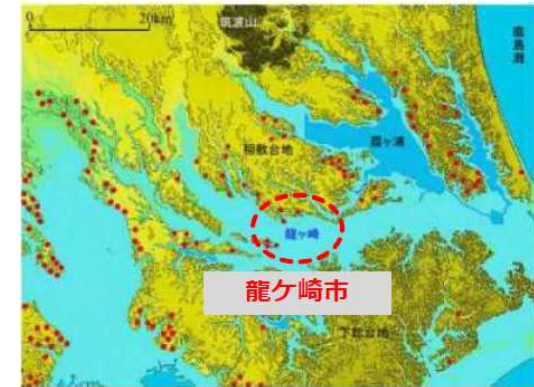 0 20km
筑波山
鹿島灘
稲敷台地
霞ヶ浦
龍ヶ崎
龍ケ崎市
下総台地